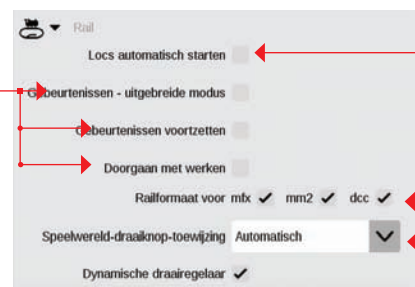 Rail
Locs automatisch starten
Gebeurtenissen - uitgebreide modus
Gebeurtenissen voortzetten
Doorgaan met werken
Railformaat voor mfx mm2 dcc
Speelwereld-draaiknop-toewijzing Automatisch
Dynamische draairegelaar